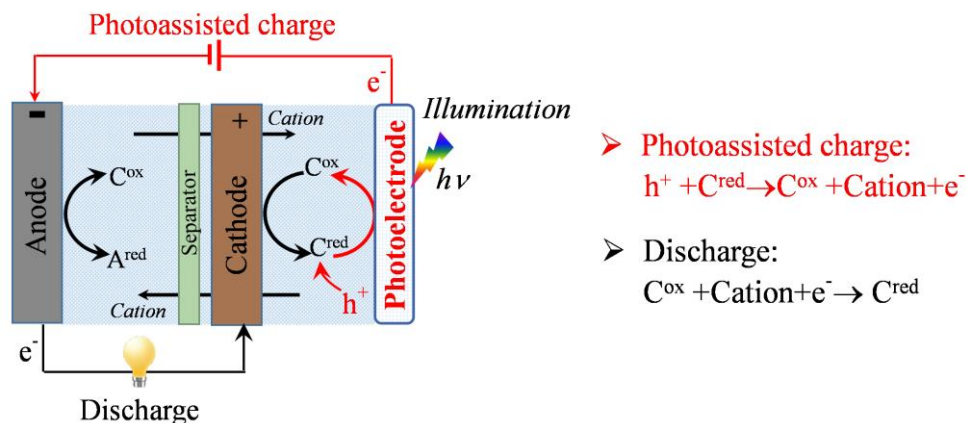 Photoassisted charge
e⁻
Illumination
hν
Anode
-
Separator
Cathode
+
Photoelectrode
Cation
Cᵒˣ
Aʳᵉᵈ
Cᵒˣ
Cʳᵉᵈ
h⁺
Cation
e⁻
Discharge
➢ Photoassisted charge:
h⁺ +Cʳᵉᵈ→Cᵒˣ +Cation+e⁻
➢ Discharge:
Cᵒˣ +Cation+e⁻→ Cʳᵉᵈ